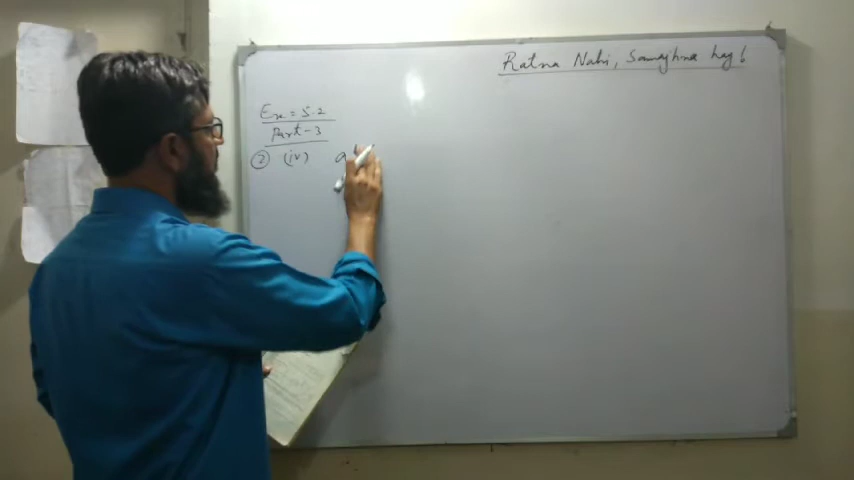 Ratna Nahi, Samajhna hay!
Ex = 5.2
Part - 3
② (iv) a